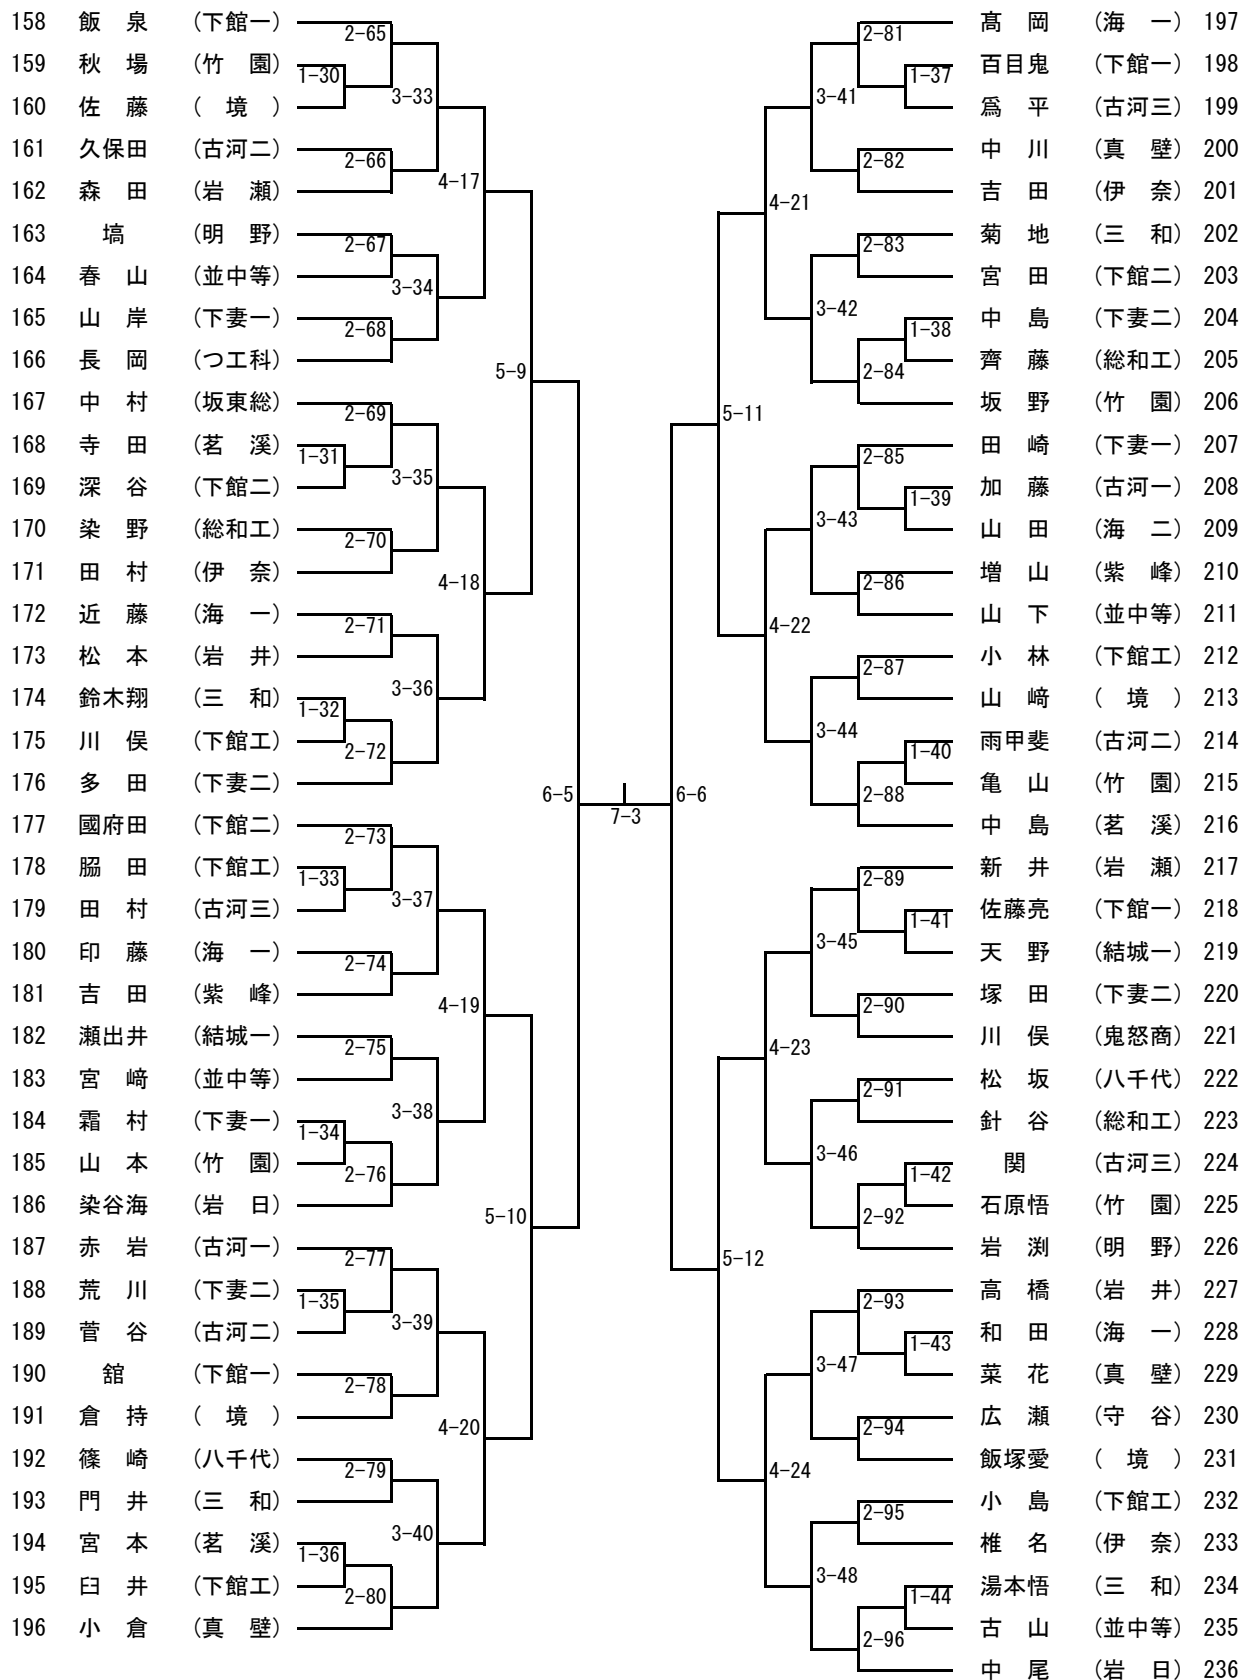 158 飯 泉 （下館一）
159 秋 場 （竹 園）
160 佐 藤 （ 境 ）
161 久保田 （古河二）
162 森 田 （岩 瀬）
163 塙 （明 野）
164 春 山 （並中等）
165 山 岸 （下妻一）
166 長 岡 （つ工科）
167 中 村 （坂東総）
168 寺 田 （茗 溪）
169 深 谷 （下館二）
170 染 野 （総和工）
171 田 村 （伊 奈）
172 近 藤 （海 一）
173 松 本 （岩 井）
174 鈴木翔 （三 和）
175 川 俣 （下館工）
176 多 田 （下妻二）
177 國府田 （下館二）
178 脇 田 （下館工）
179 田 村 （古河三）
180 印 藤 （海 一）
181 吉 田 （紫 峰）
182 瀬出井 （結城一）
183 宮 﨑 （並中等）
184 霜 村 （下妻一）
185 山 本 （竹 園）
186 染谷海 （岩 日）
187 赤 岩 （古河一）
188 荒 川 （下妻二）
189 菅 谷 （古河二）
190 舘 （下館一）
191 倉 持 （ 境 ）
192 篠 崎 （八千代）
193 門 井 （三 和）
194 宮 本 （茗 溪）
195 臼 井 （下館工）
196 小 倉 （真 壁）
2-65
1-30
3-33
2-66
4-17
2-67
3-34
2-68
5-9
2-69
1-31
3-35
2-70
4-18
2-71
3-36
1-32
2-72
6-5
2-73
1-33
3-37
2-74
4-19
2-75
3-38
1-34
2-76
5-10
2-77
1-35
3-39
2-78
4-20
2-79
3-40
1-36
2-80
7-3
2-81
1-37
3-41
2-82
4-21
2-83
3-42
1-38
2-84
5-11
2-85
1-39
3-43
2-86
4-22
2-87
3-44
1-40
2-88
6-6
2-89
1-41
3-45
2-90
4-23
2-91
3-46
1-42
2-92
5-12
2-93
1-43
3-47
2-94
4-24
2-95
3-48
1-44
2-96
髙 岡 （海 一） 197
百目鬼 （下館一） 198
爲 平 （古河三） 199
中 川 （真 壁） 200
吉 田 （伊 奈） 201
菊 地 （三 和） 202
宮 田 （下館二） 203
中 島 （下妻二） 204
齊 藤 （総和工） 205
坂 野 （竹 園） 206
田 崎 （下妻一） 207
加 藤 （古河一） 208
山 田 （海 二） 209
増 山 （紫 峰） 210
山 下 （並中等） 211
小 林 （下館工） 212
山 﨑 （ 境 ） 213
雨甲斐 （古河二） 214
亀 山 （竹 園） 215
中 島 （茗 溪） 216
新 井 （岩 瀬） 217
佐藤亮 （下館一） 218
天 野 （結城一） 219
塚 田 （下妻二） 220
川 俣 （鬼怒商） 221
松 坂 （八千代） 222
針 谷 （総和工） 223
関 （古河三） 224
石原悟 （竹 園） 225
岩 渕 （明 野） 226
高 橋 （岩 井） 227
和 田 （海 一） 228
菜 花 （真 壁） 229
広 瀬 （守 谷） 230
飯塚愛 （ 境 ） 231
小 島 （下館工） 232
椎 名 （伊 奈） 233
湯本悟 （三 和） 234
古 山 （並中等） 235
中 尾 （岩 日） 236